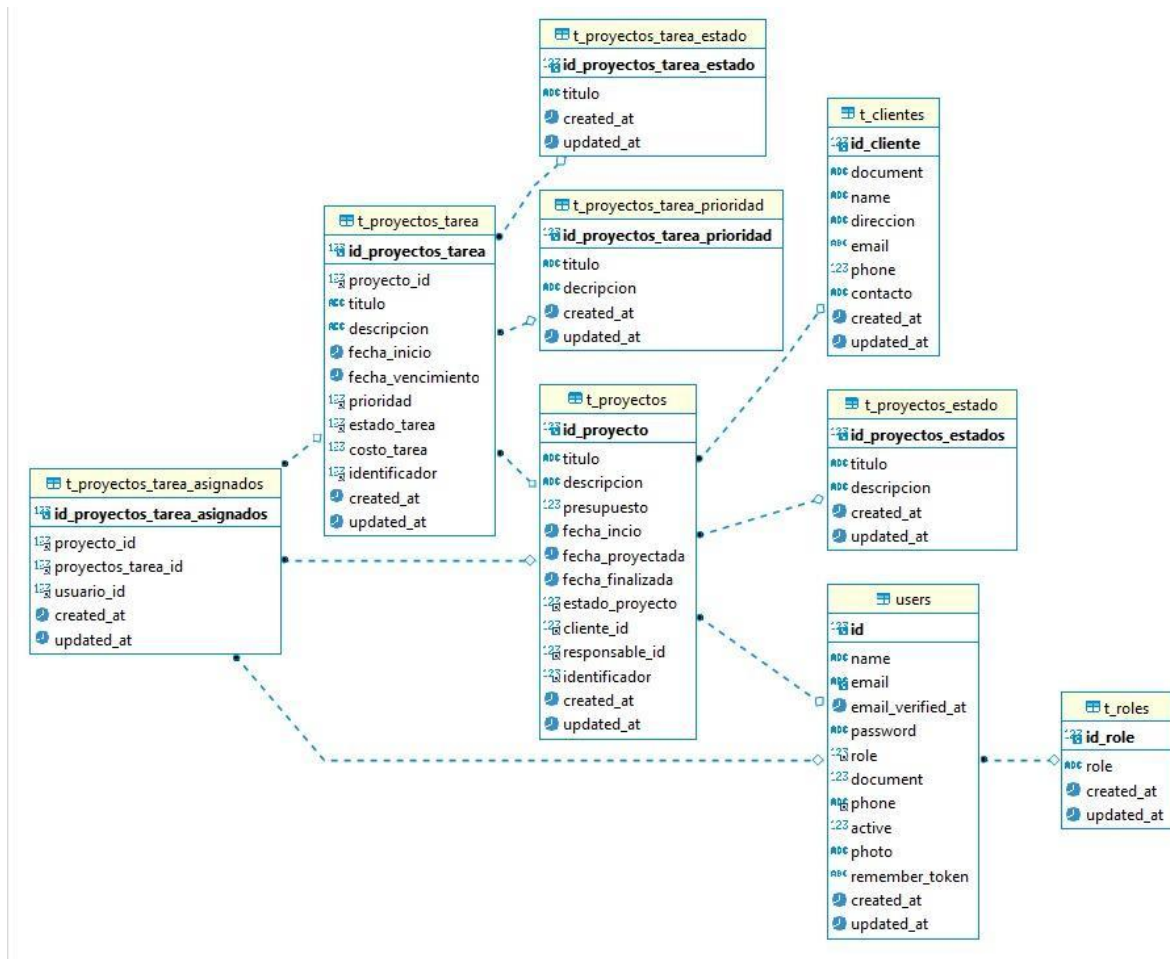 t_proyectos_tarea_estado
id_proyectos_tarea_estado
titulo
created_at
updated_at
t_clientes
id_cliente
document
name
direccion
email
phone
contacto
created_at
updated_at
t_proyectos_tarea_prioridad
id_proyectos_tarea_prioridad
titulo
decripcion
created_at
updated_at
t_proyectos_tarea
id_proyectos_tarea
proyecto_id
titulo
descripcion
fecha_inicio
fecha_vencimiento
prioridad
estado_tarea
costo_tarea
identificador
created_at
updated_at
t_proyectos
id_proyecto
titulo
descripcion
presupuesto
fecha_incio
fecha_proyectada
fecha_finalizada
estado_proyecto
cliente_id
responsable_id
identificador
created_at
updated_at
t_proyectos_estado
id_proyectos_estados
titulo
descripcion
created_at
updated_at
t_proyectos_tarea_asignados
id_proyectos_tarea_asignados
proyecto_id
proyectos_tarea_id
usuario_id
created_at
updated_at
users
id
name
email
email_verified_at
password
role
document
phone
active
photo
remember_token
created_at
updated_at
t_roles
id_role
role
created_at
updated_at